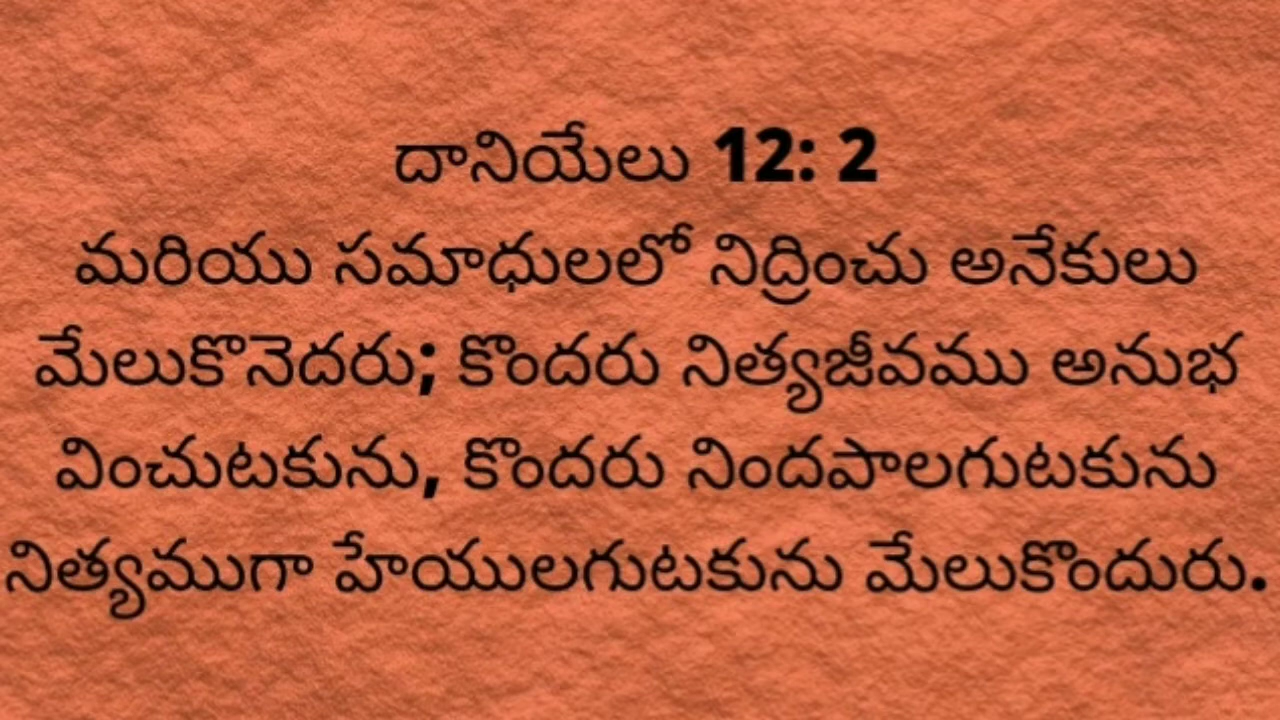 దానియేలు 12: 2
మరియు సమాధులలో నిద్రించు అనేకులు
మేలుకొనెదరు; కొందరు నిత్యజీవము అనుభ
వించుటకును, కొందరు నిందపాలగుటకును
నిత్యముగా హేయులగుటకును మేలుకొందురు.